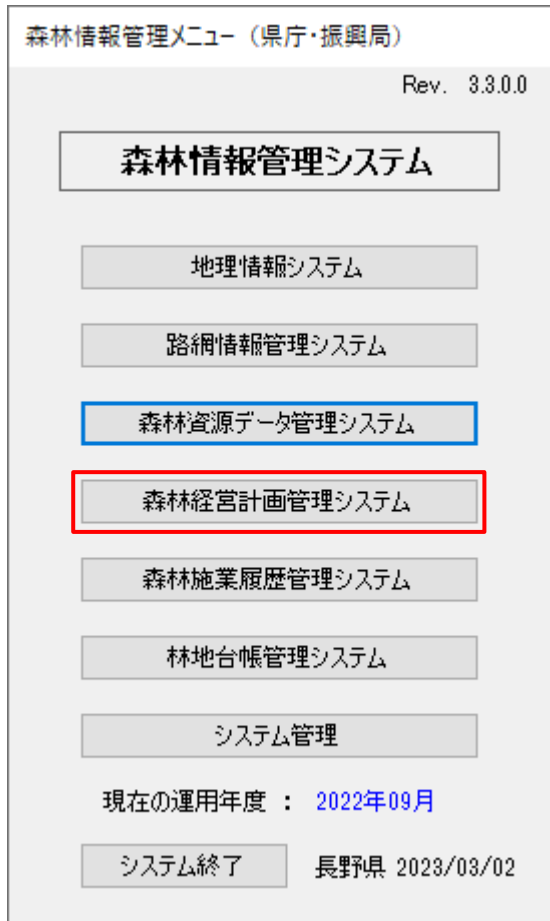 森林情報管理メニュー（県庁・振興局）
Rev. 3.3.0.0
森林情報管理システム
地理情報システム
路網情報管理システム
森林資源データ管理システム
森林経営計画管理システム
森林施業履歴管理システム
林地台帳管理システム
システム管理
現在の運用年度 ： 2022年09月
システム終了 長野県 2023/03/02